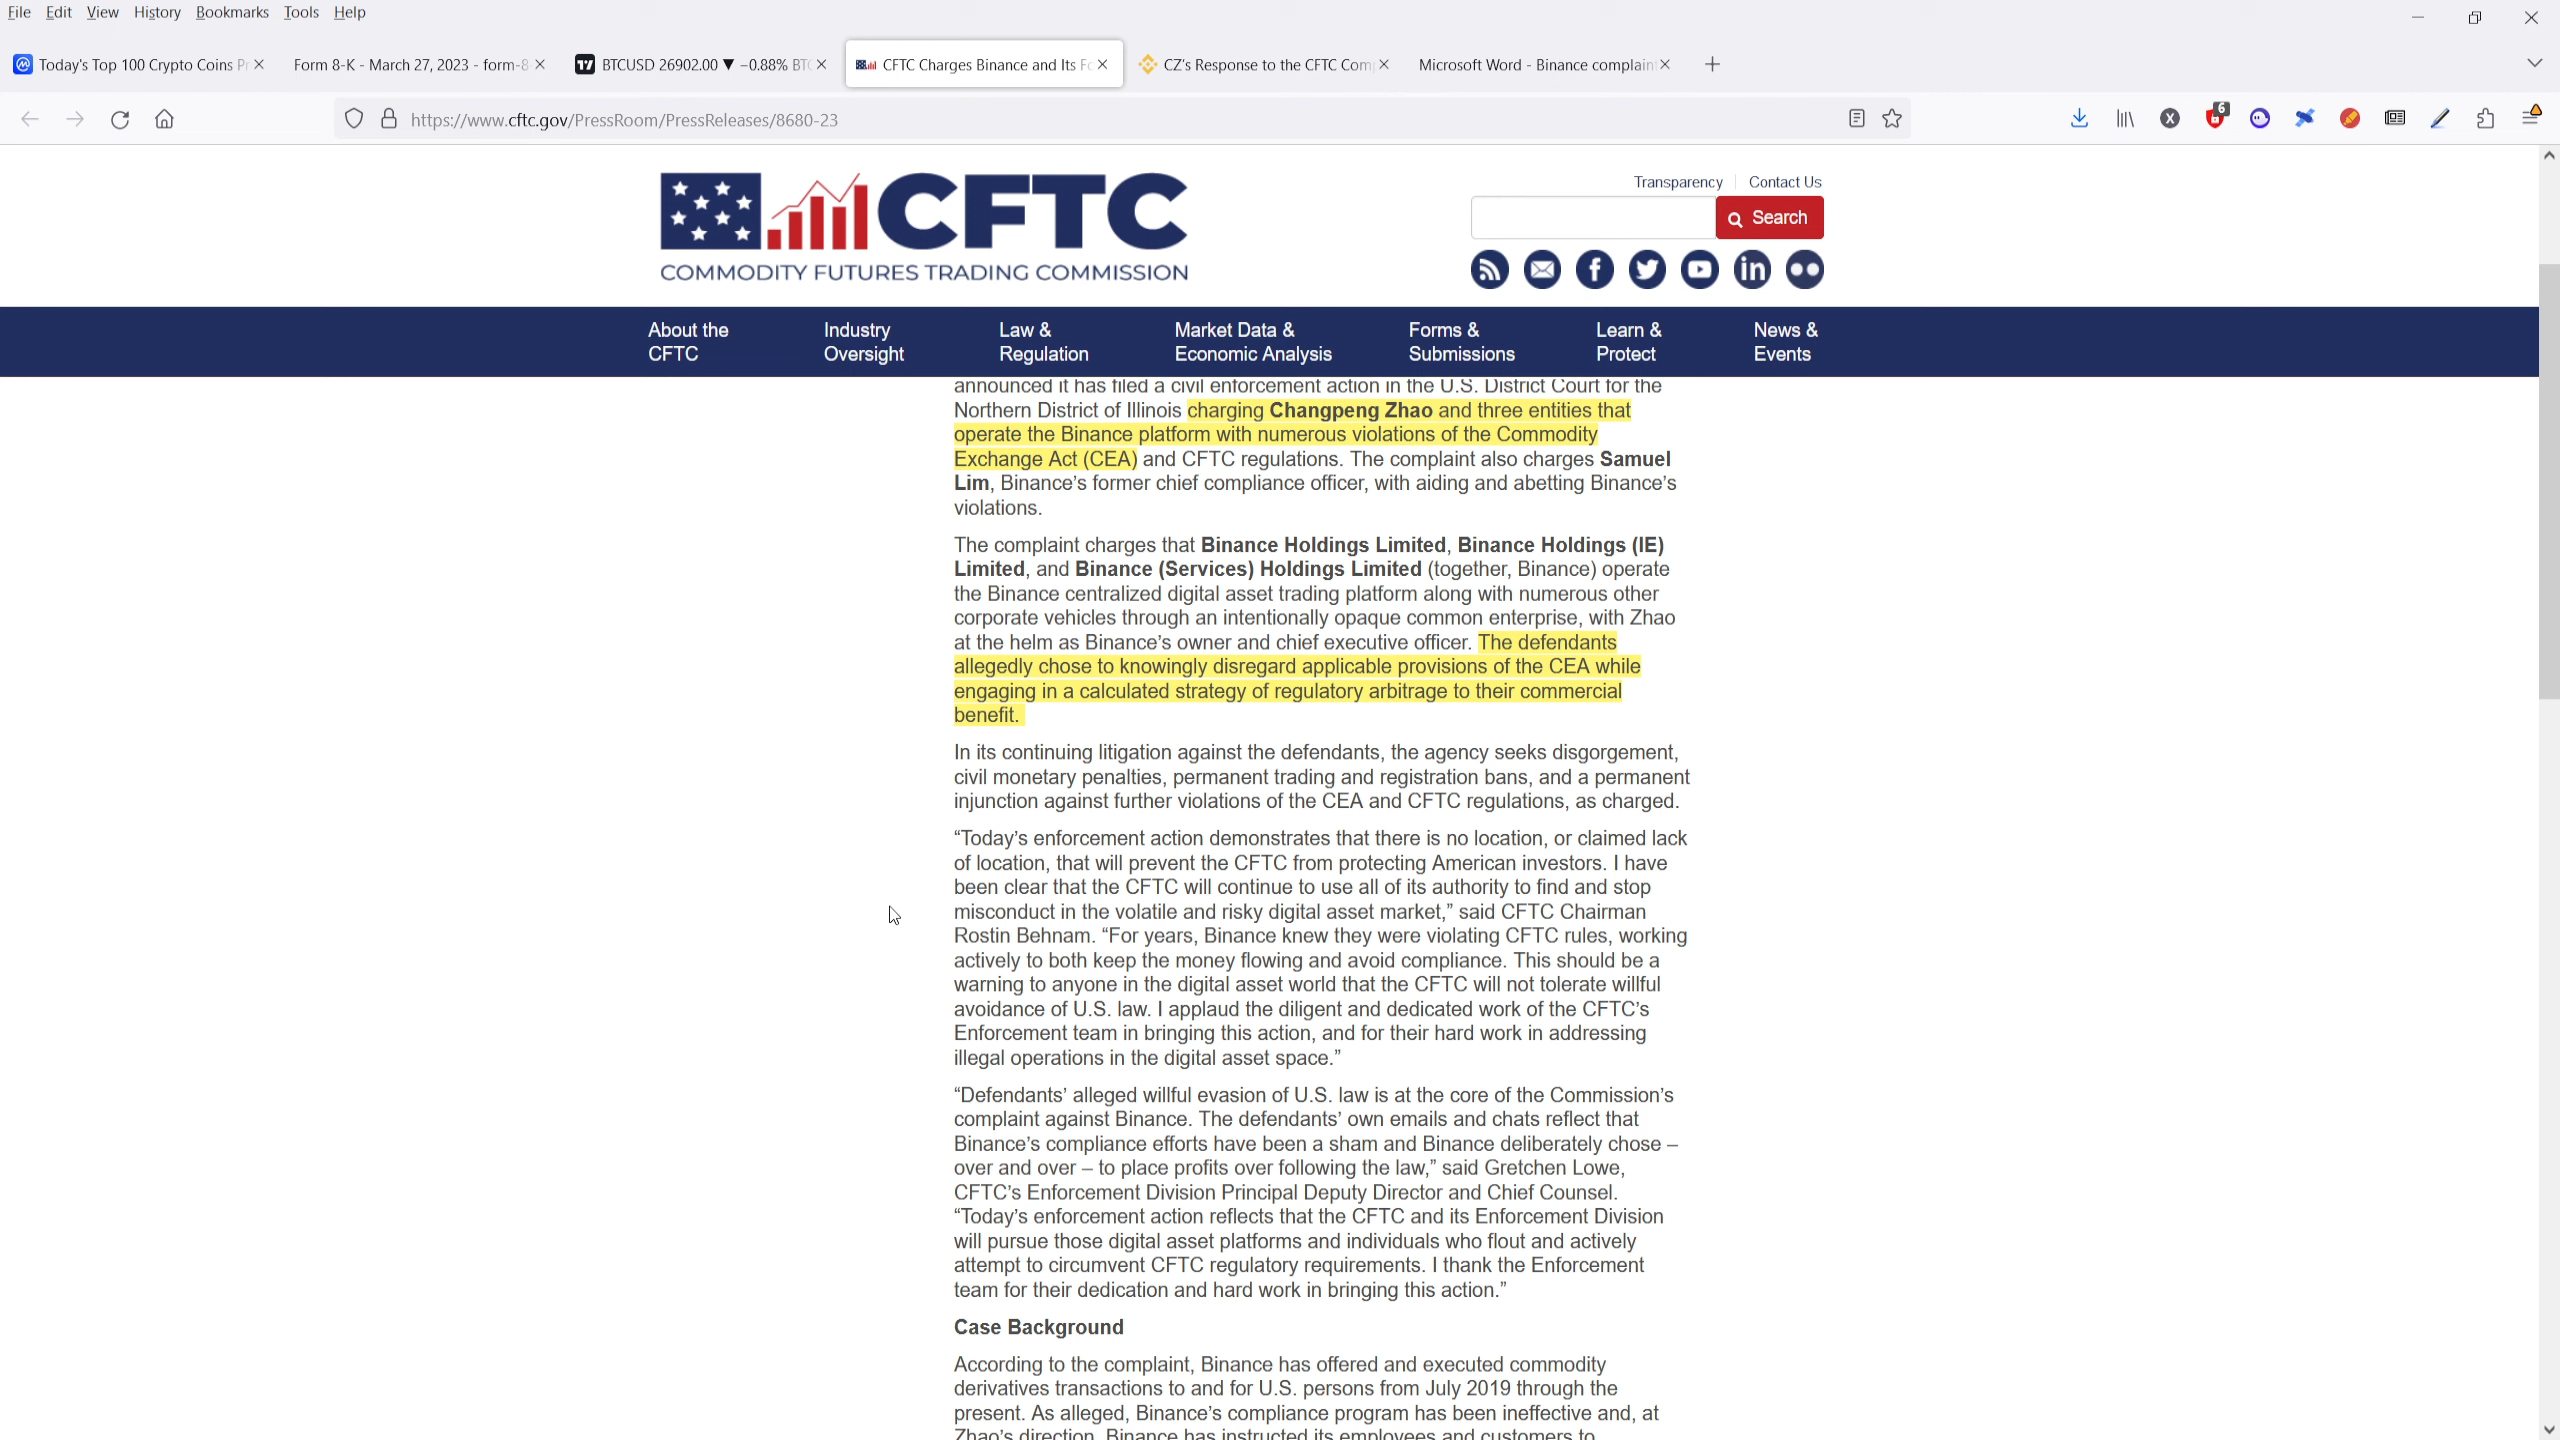 File Edit View History Bookmarks Tools Help
Today's Top 100 Crypto Coins Pr
Form 8-K - March 27, 2023 - form-8
BTCUSD 26902.00 ▼ −0.88% BTC
CFTC Charges Binance and Its Fo
CZ's Response to the CFTC Comp
Microsoft Word - Binance complaint
https://www.cftc.gov/PressRoom/PressReleases/8680-23
6
CFTC
COMMODITY FUTURES TRADING COMMISSION
Transparency Contact Us
Search
About the CFTC
Industry Oversight
Law & Regulation
Market Data & Economic Analysis
Forms & Submissions
Learn & Protect
News & Events
announced it has filed a civil enforcement action in the U.S. District Court for the
Northern District of Illinois charging Changpeng Zhao and three entities that
operate the Binance platform with numerous violations of the Commodity
Exchange Act (CEA) and CFTC regulations. The complaint also charges Samuel
Lim, Binance's former chief compliance officer, with aiding and abetting Binance's
violations.
The complaint charges that Binance Holdings Limited, Binance Holdings (IE)
Limited, and Binance (Services) Holdings Limited (together, Binance) operate
the Binance centralized digital asset trading platform along with numerous other
corporate vehicles through an intentionally opaque common enterprise, with Zhao
at the helm as Binance's owner and chief executive officer. The defendants
allegedly chose to knowingly disregard applicable provisions of the CEA while
engaging in a calculated strategy of regulatory arbitrage to their commercial
benefit.
In its continuing litigation against the defendants, the agency seeks disgorgement,
civil monetary penalties, permanent trading and registration bans, and a permanent
injunction against further violations of the CEA and CFTC regulations, as charged.
“Today's enforcement action demonstrates that there is no location, or claimed lack
of location, that will prevent the CFTC from protecting American investors. I have
been clear that the CFTC will continue to use all of its authority to find and stop
misconduct in the volatile and risky digital asset market,” said CFTC Chairman
Rostin Behnam. “For years, Binance knew they were violating CFTC rules, working
actively to both keep the money flowing and avoid compliance. This should be a
warning to anyone in the digital asset world that the CFTC will not tolerate willful
avoidance of U.S. law. I applaud the diligent and dedicated work of the CFTC's
Enforcement team in bringing this action, and for their hard work in addressing
illegal operations in the digital asset space.”
“Defendants' alleged willful evasion of U.S. law is at the core of the Commission's
complaint against Binance. The defendants' own emails and chats reflect that
Binance's compliance efforts have been a sham and Binance deliberately chose –
over and over – to place profits over following the law,” said Gretchen Lowe,
CFTC's Enforcement Division Principal Deputy Director and Chief Counsel.
“Today's enforcement action reflects that the CFTC and its Enforcement Division
will pursue those digital asset platforms and individuals who flout and actively
attempt to circumvent CFTC regulatory requirements. I thank the Enforcement
team for their dedication and hard work in bringing this action.”
Case Background
According to the complaint, Binance has offered and executed commodity
derivatives transactions to and for U.S. persons from July 2019 through the
present. As alleged, Binance's compliance program has been ineffective and, at
Zhao's direction, Binance has instructed its employees and customers to